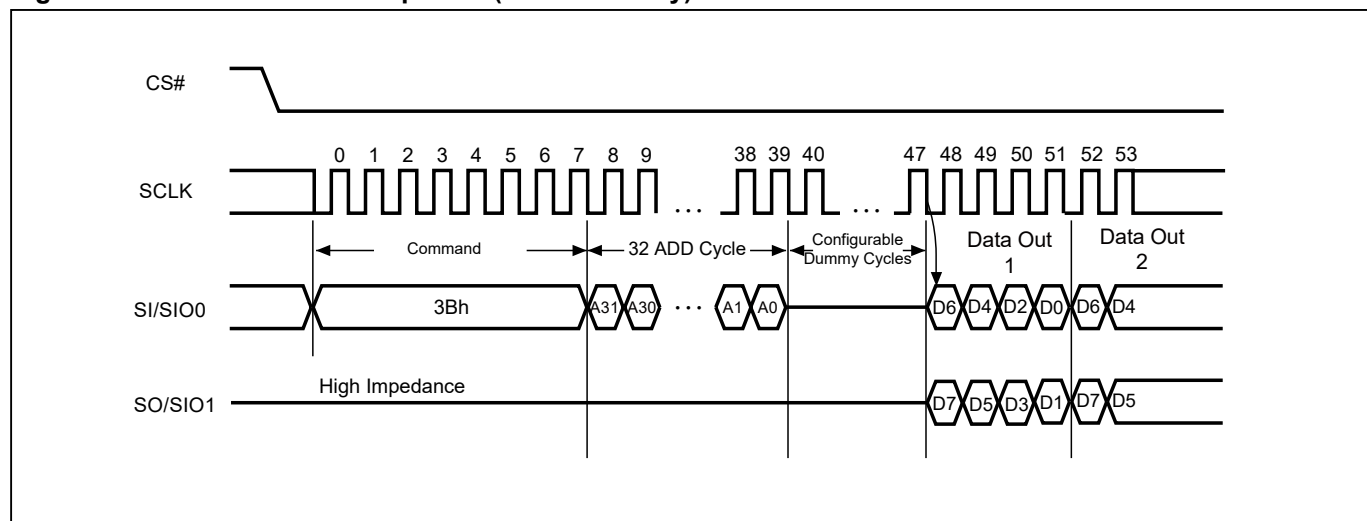 CS#
0 1 2 3 4 5 6 7 8 9 38 39 40 47 48 49 50 51 52 53
SCLK
... ...
Command
32 ADD Cycle
Configurable
Dummy Cycles
Data Out
1
Data Out
2
SI/SIO0
3Bh
A31 A30 ... A1 A0
D6 D4 D2 D0 D6 D4
High Impedance
SO/SIO1
D7 D5 D3 D1 D7 D5